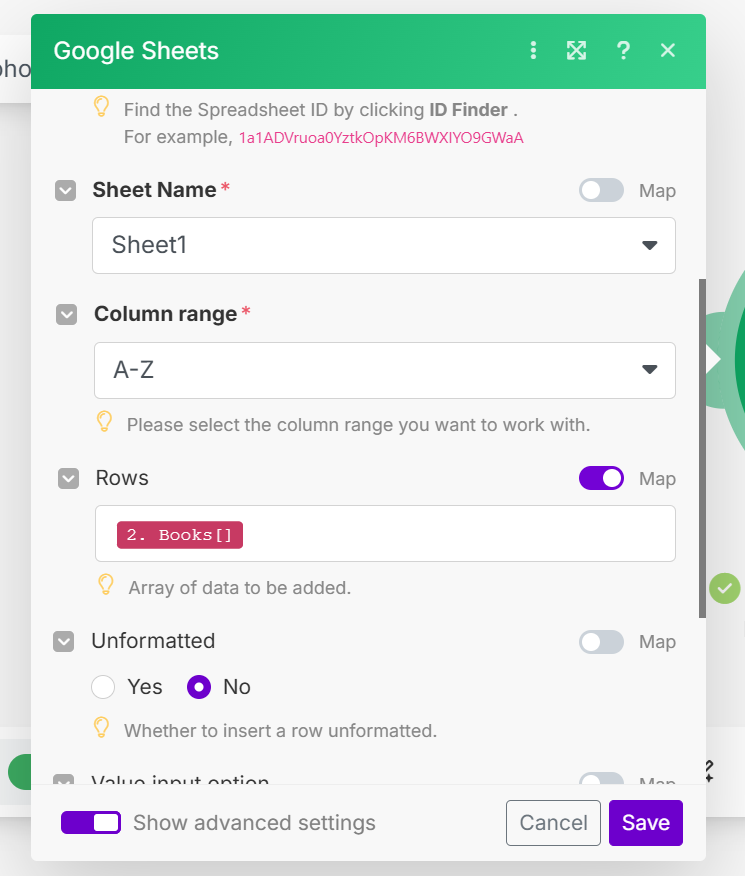 Google Sheets
?
pho
Find the Spreadsheet ID by clicking ID Finder .
For example, 1a1ADVruoa0YztkOpKM6BWXIYO9GWaA
Sheet Name *
Map
Sheet1
Column range *
A-Z
Please select the column range you want to work with.
Rows
Map
2. Books[]
Array of data to be added.
Unformatted
Map
Yes
No
Whether to insert a row unformatted.
Value input option
Map
Show advanced settings
Cancel
Save